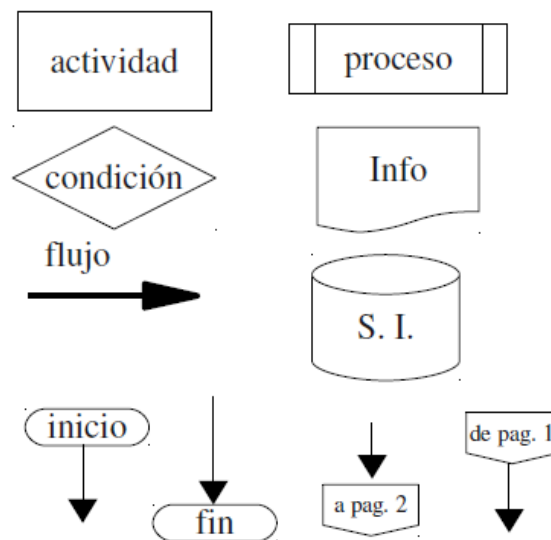 actividad
proceso
condición
Info
flujo
S. I.
inicio
de pag. 1
a pag. 2
fin